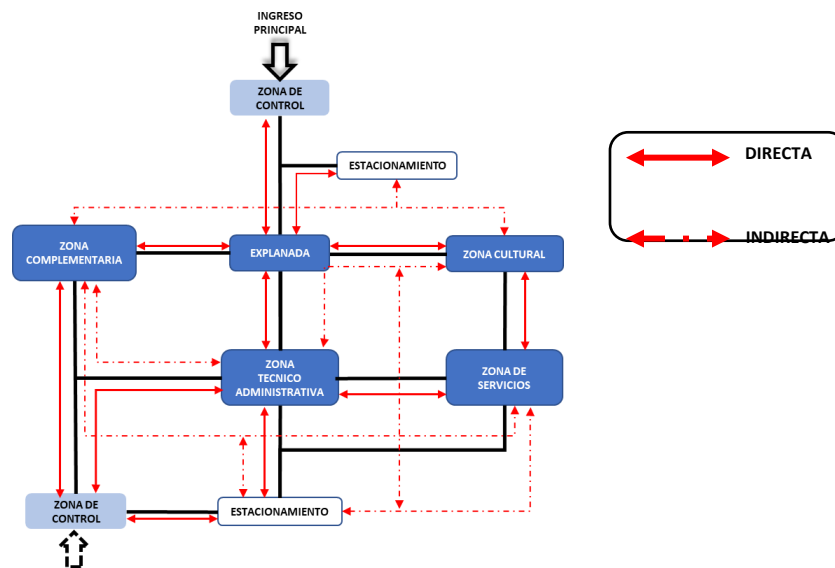 INGRESO
PRINCIPAL
ZONA DE
CONTROL
ESTACIONAMIENTO
DIRECTA
INDIRECTA
ZONA
COMPLEMENTARIA
EXPLANADA
ZONA CULTURAL
ZONA
TECNICO
ADMINISTRATIVA
ZONA DE
SERVICIOS
ZONA DE
CONTROL
ESTACIONAMIENTO